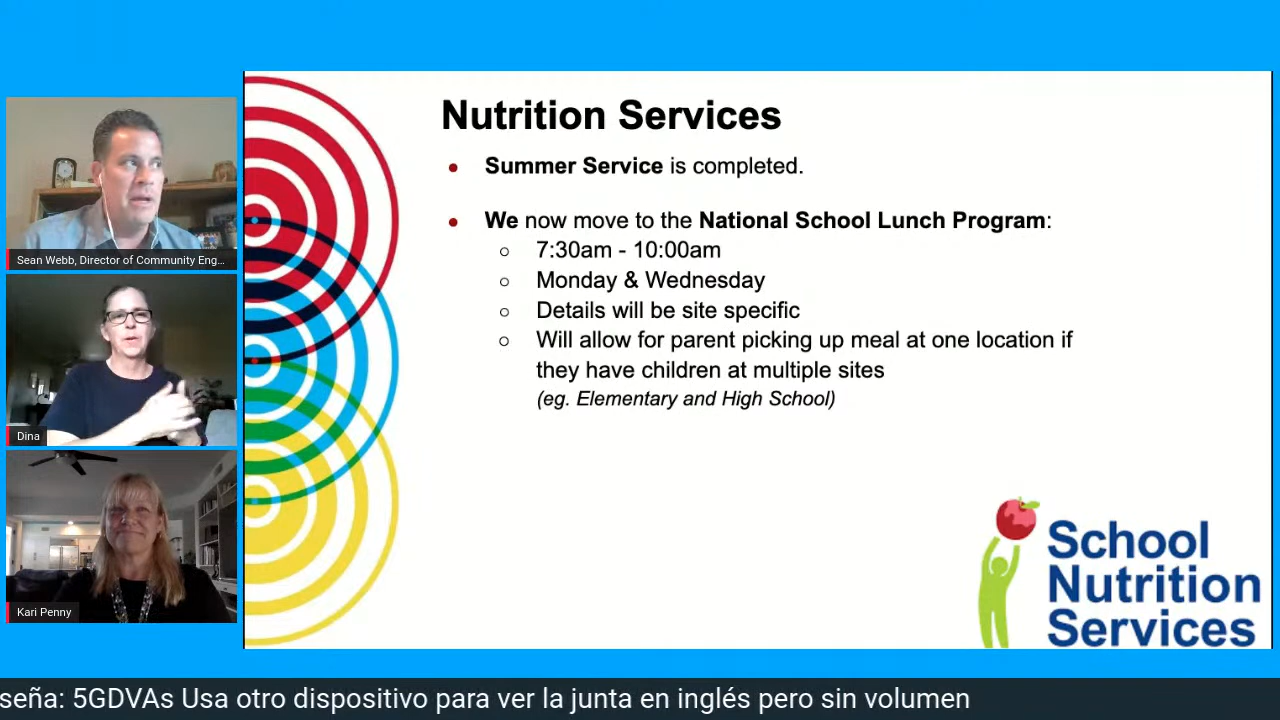 Nutrition Services
Summer Service is completed.
We now move to the National School Lunch Program:
7:30am - 10:00am
Monday & Wednesday
Details will be site specific
Will allow for parent picking up meal at one location if
they have children at multiple sites
(eg. Elementary and High School)
Sean Webb, Director of Community Eng...
Dina
Kari Penny
School
Nutrition
Services
seña: 5GDVAs Usa otro dispositivo para ver la junta en inglés pero sin volumen